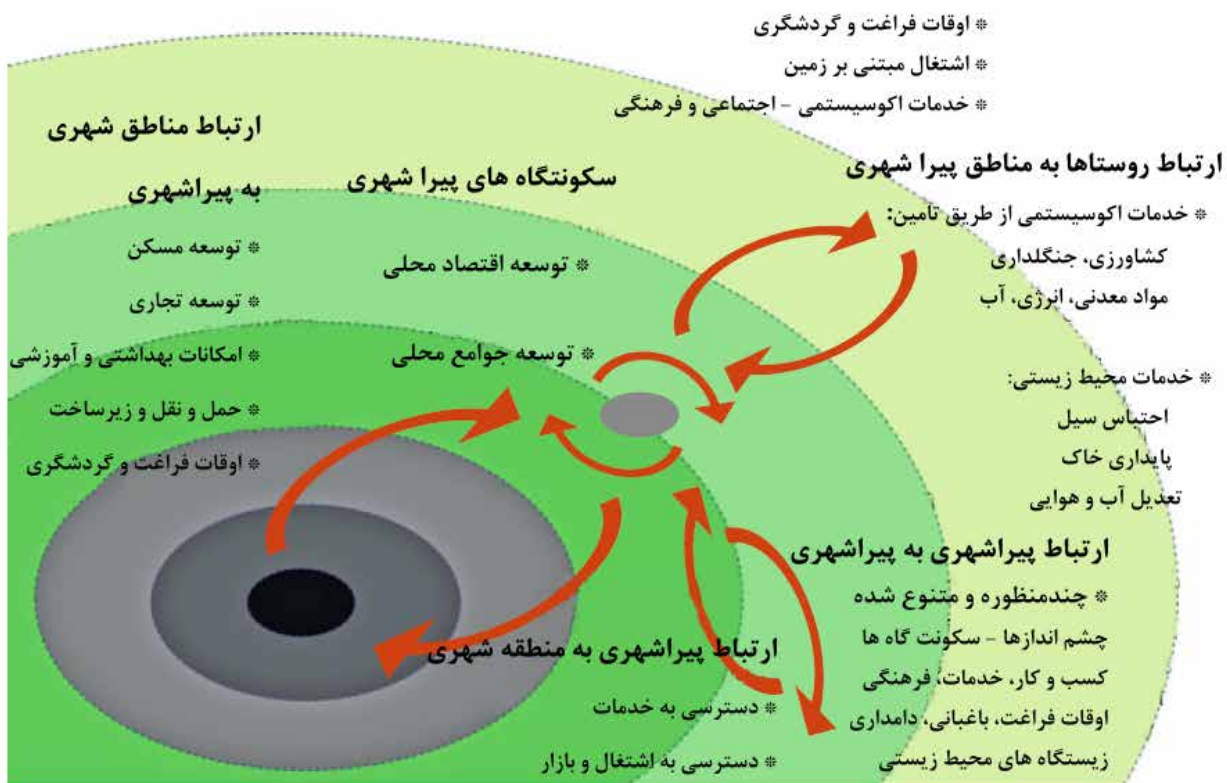 * اوقات فراغت و گردشگری
* اشتغال مبتنی بر زمین
* خدمات اکوسیستمی - اجتماعی و فرهنگی
ارتباط روستاها به مناطق پیرا شهری
* خدمات اکوسیستمی از طریق تامین:
کشاورزی، جنگلداری
مواد معدنی، انرژی، آب
* خدمات محیط زیستی:
احتباس سیل
پایداری خاک
تعدیل آب و هوایی
ارتباط پیراشهری به پیراشهری
* چندمنظوره و متنوع شده
چشم اندازها - سکونت گاه ها
کسب و کار، خدمات، فرهنگی
اوقات فراغت، باغبانی، دامداری
زیستگاه های محیط زیستی
سکونتگاه های پیرا شهری
* توسعه اقتصاد محلی
* توسعه جوامع محلی
ارتباط مناطق شهری
به پیراشهری
* توسعه مسکن
* توسعه تجاری
* امکانات بهداشتی و آموزشی
* حمل و نقل و زیرساخت
* اوقات فراغت و گردشگری
ارتباط پیراشهری به منطقه شهری
* دسترسی به خدمات
* دسترسی به اشتغال و بازار